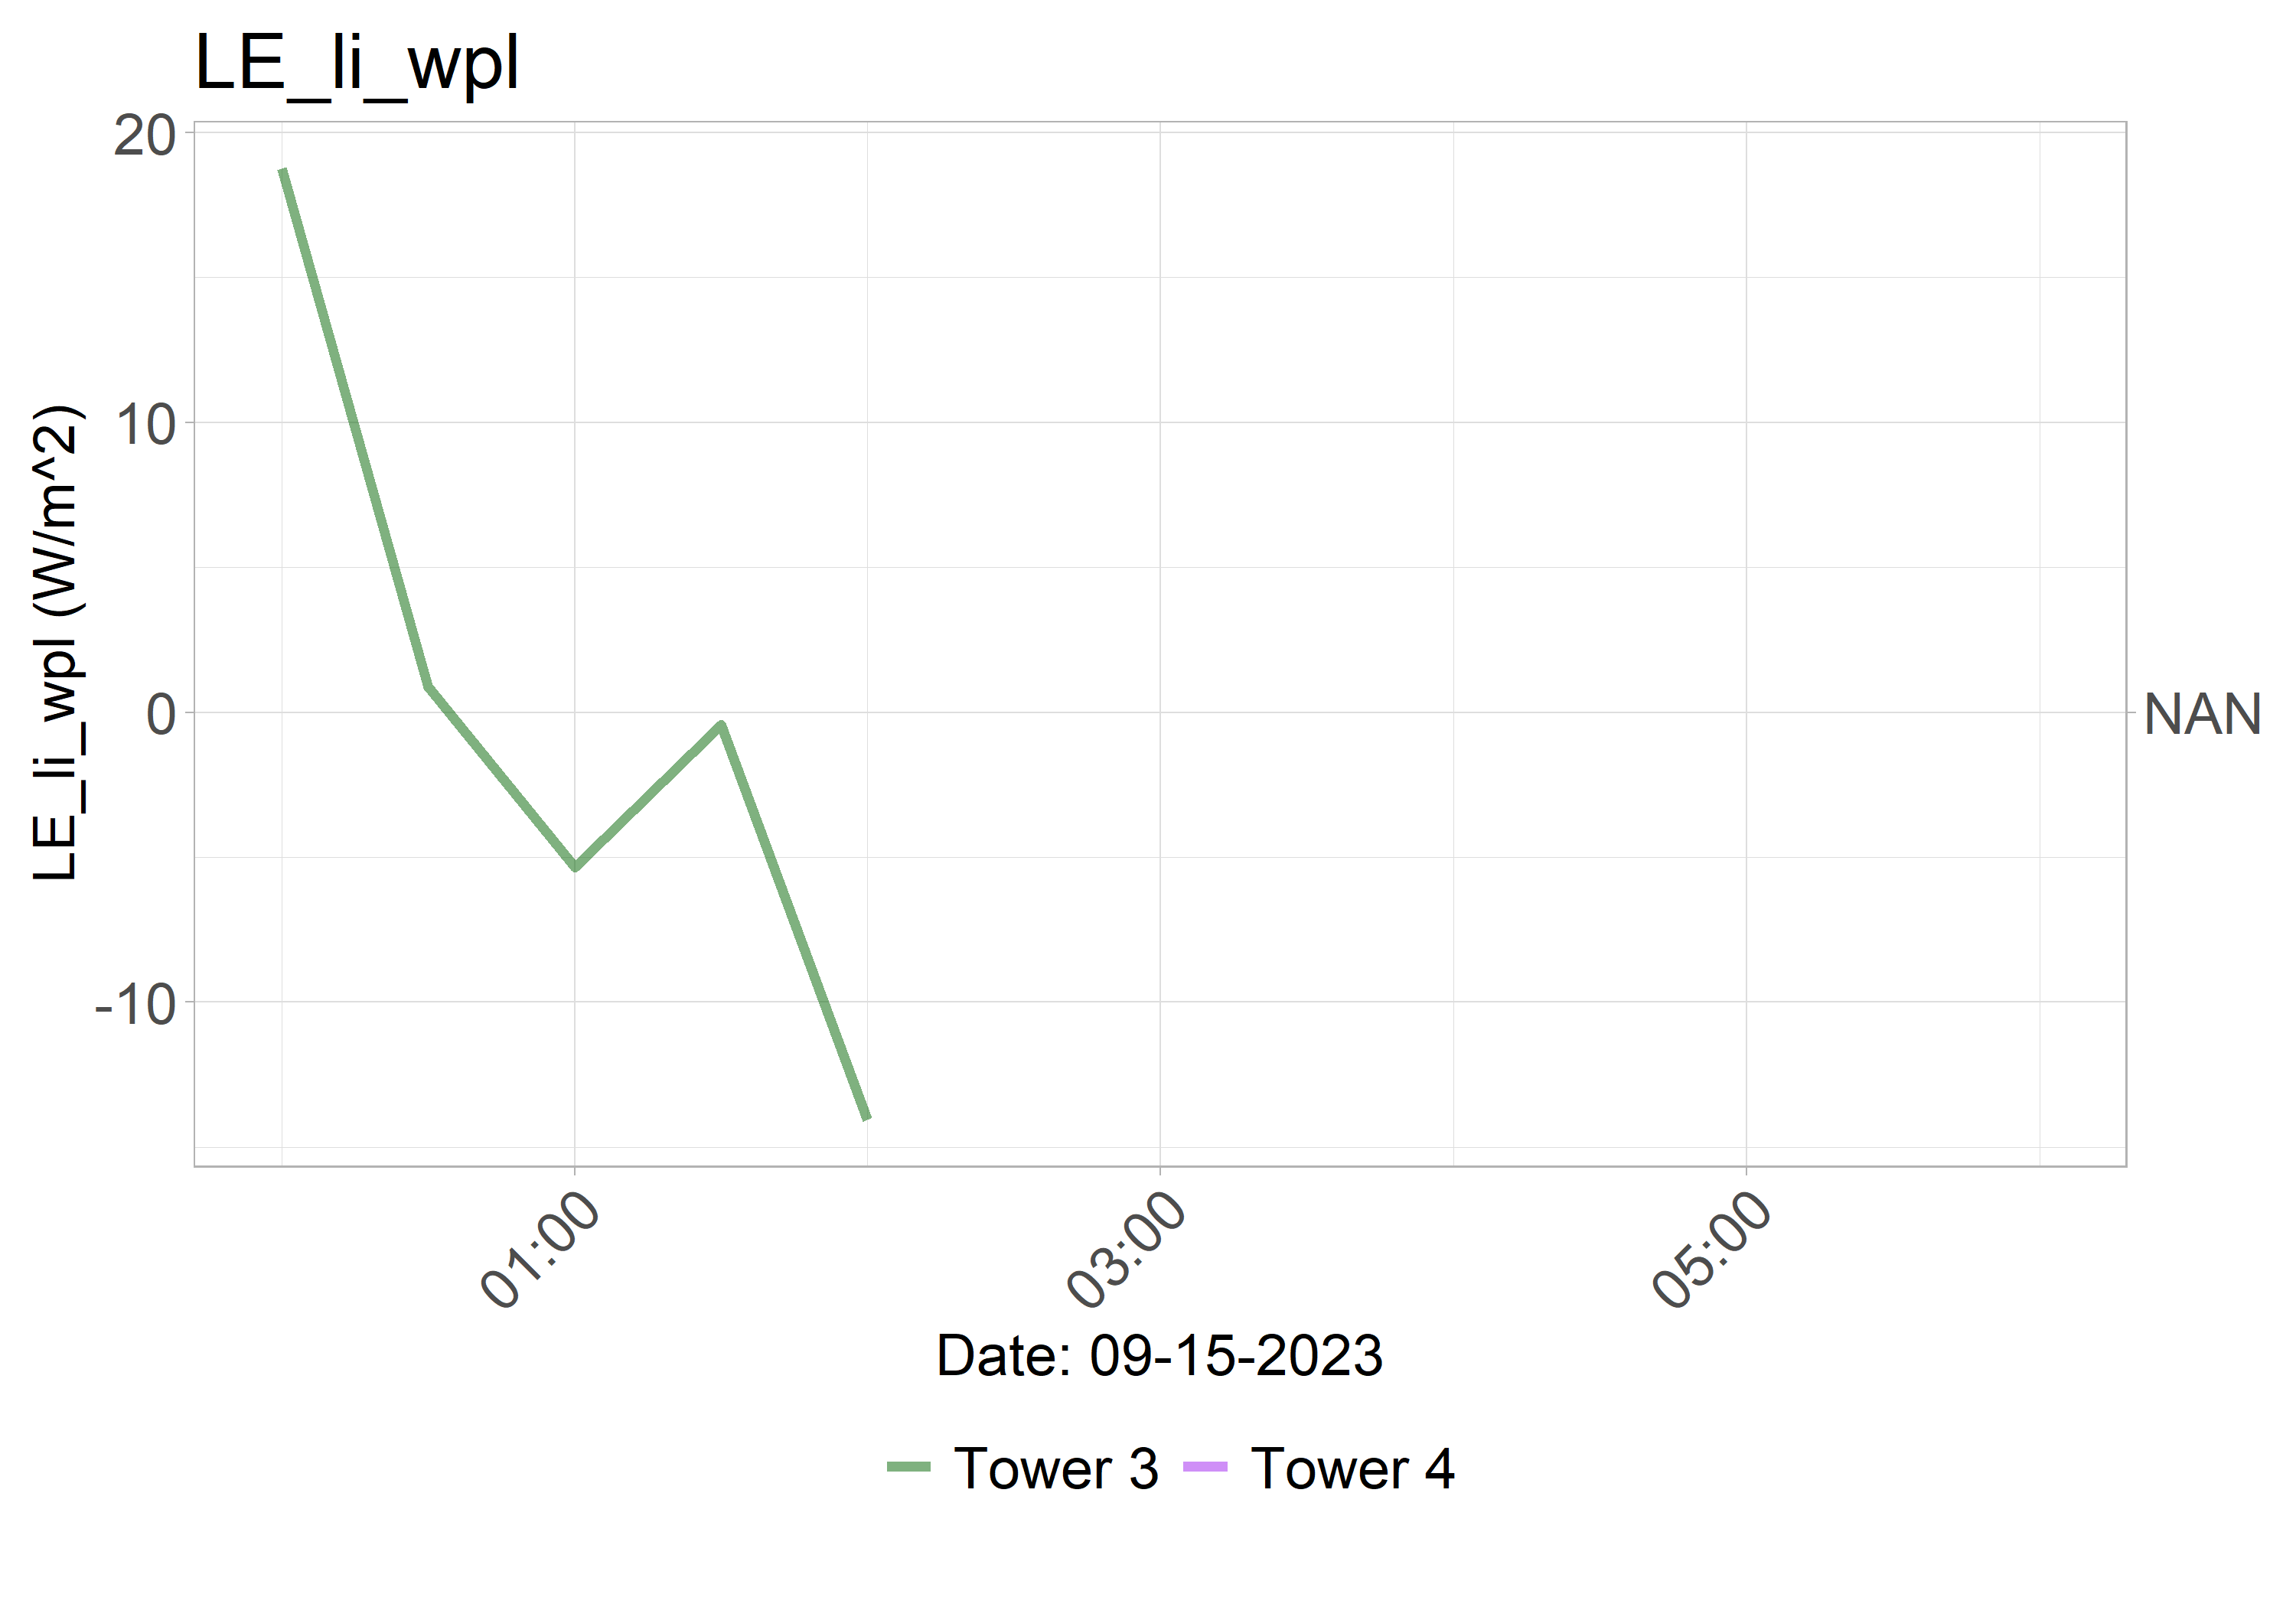 LE_li_wpl
LE_li_wpl (W/m^2)
20
10
0
-10
NAN
01:00
03:00
05:00
Date: 09-15-2023
Tower 3
Tower 4